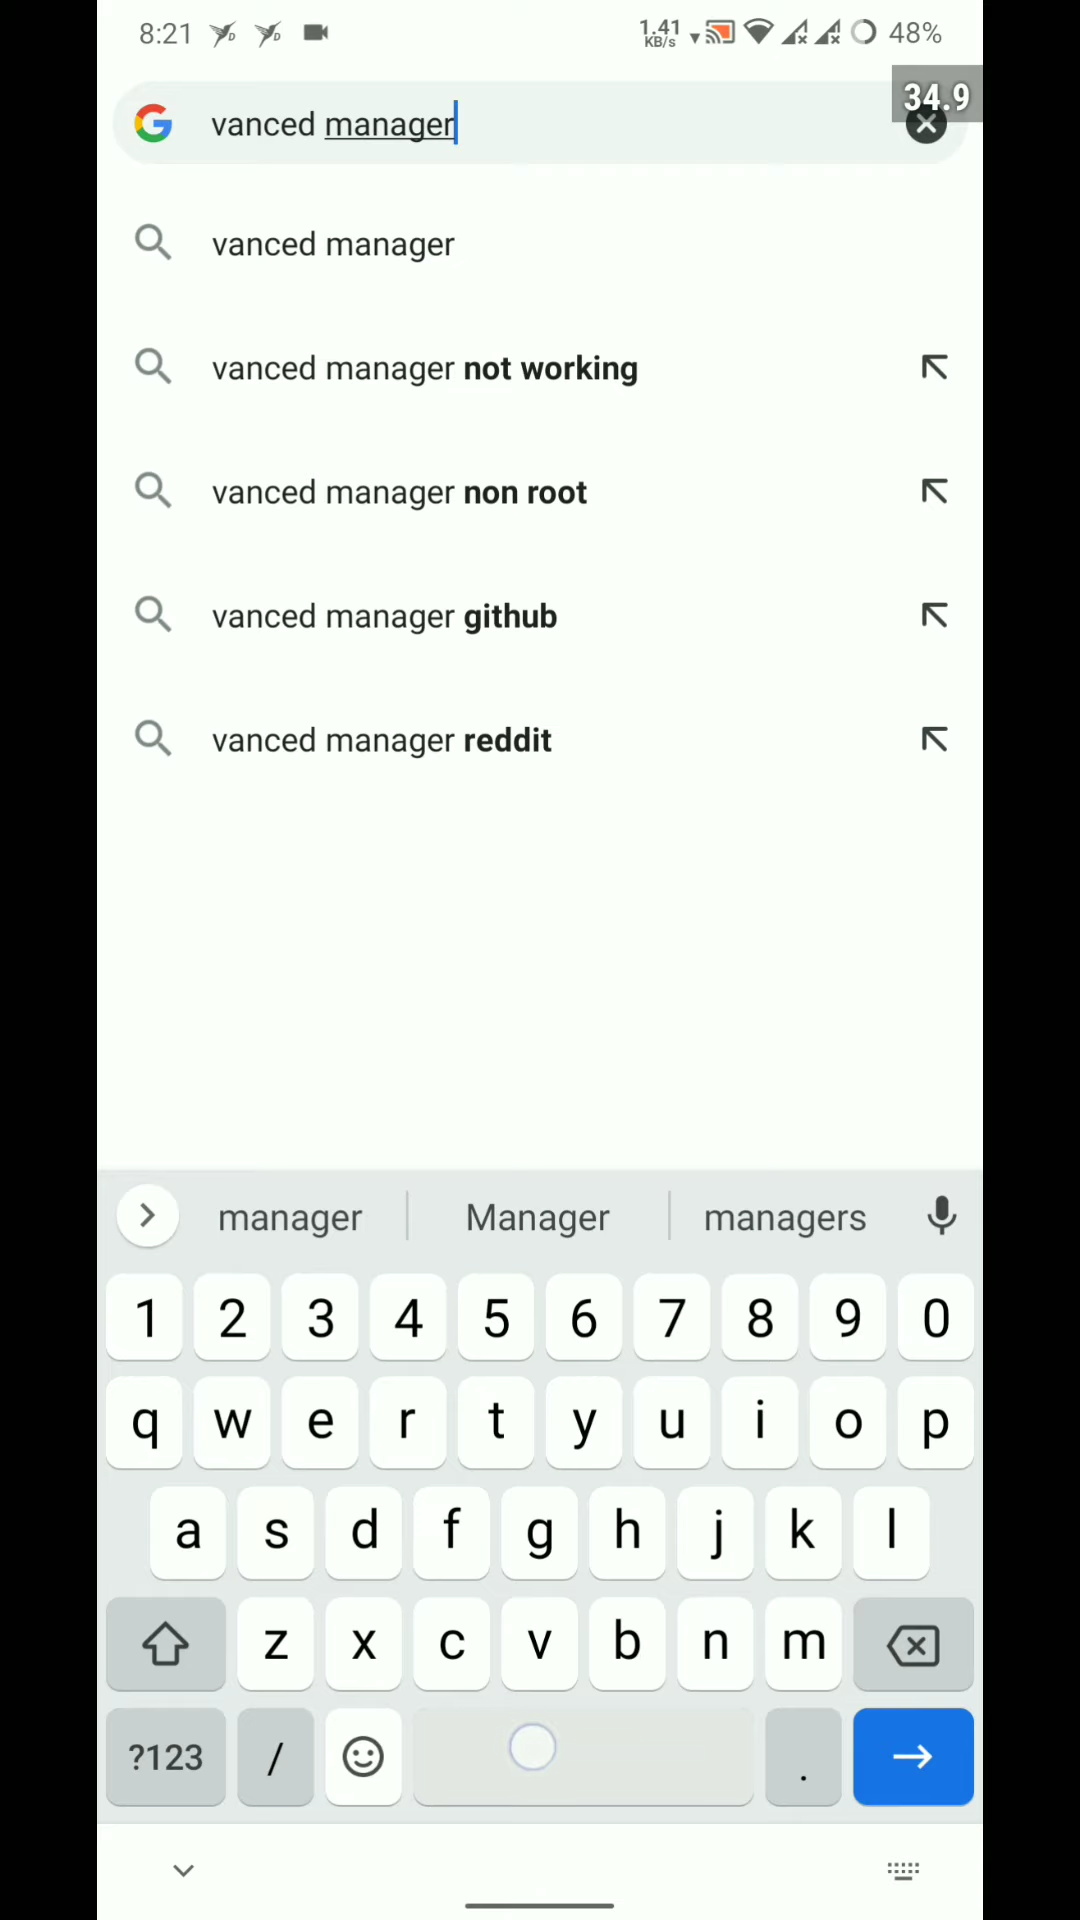 8:21
1.41
KB/s
48%
34.9
vanced manager
vanced manager
vanced manager not working
vanced manager non root
vanced manager github
vanced manager reddit
manager Manager managers
1 2 3 4 5 6 7 8 9 0
q w e r t y u i o p
a s d f g h j k l
z x c v b n m
?123 / .